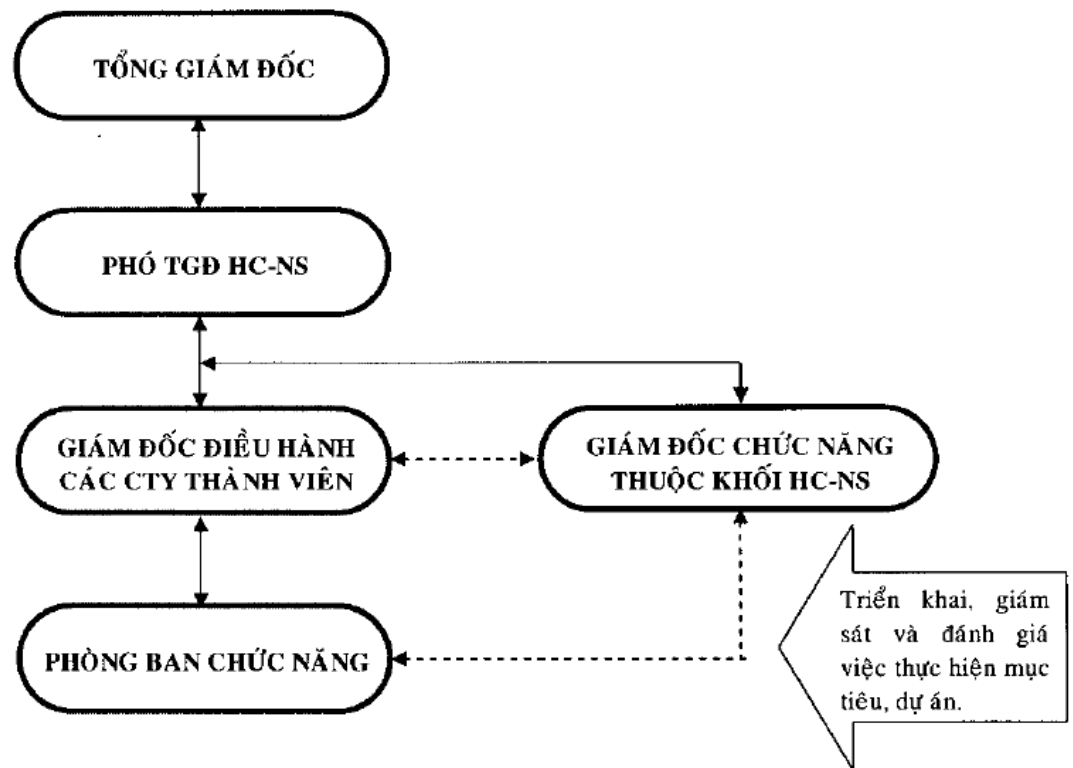 TỔNG GIÁM ĐỐC
PHÓ TGĐ HC-NS
GIÁM ĐỐC ĐIỀU HÀNH
CÁC CTY THÀNH VIÊN
GIÁM ĐỐC CHỨC NĂNG
THUỘC KHỐI HC-NS
PHÒNG BAN CHỨC NĂNG
Triển khai, giám
sát và đánh giá
việc thực hiện mục
tiêu, dự án.